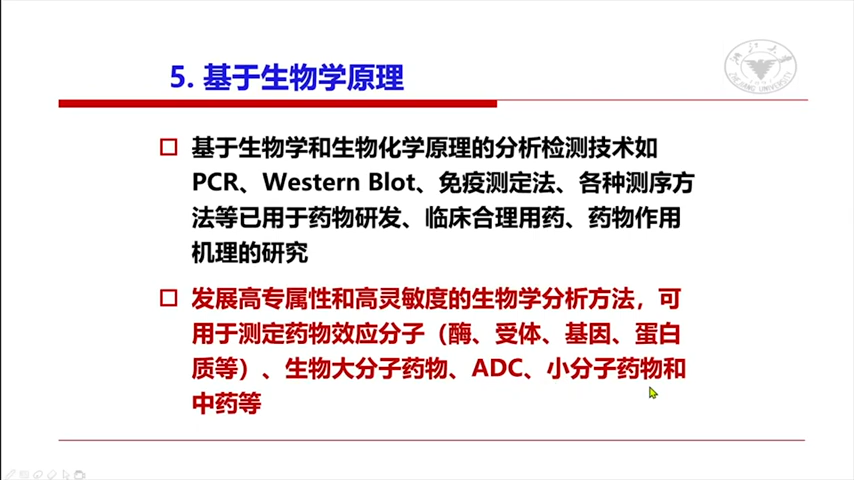 5. 基于生物学原理
浙江大学
ZHEJIANG UNIVERSITY
基于生物学和生物化学原理的分析检测技术如
PCR、Western Blot、免疫测定法、各种测序方
法等已用于药物研发、临床合理用药、药物作用
机理的研究
发展高专属性和高灵敏度的生物学分析方法，可
用于测定药物效应分子（酶、受体、基因、蛋白
质等）、生物大分子药物、ADC、小分子药物和
中药等